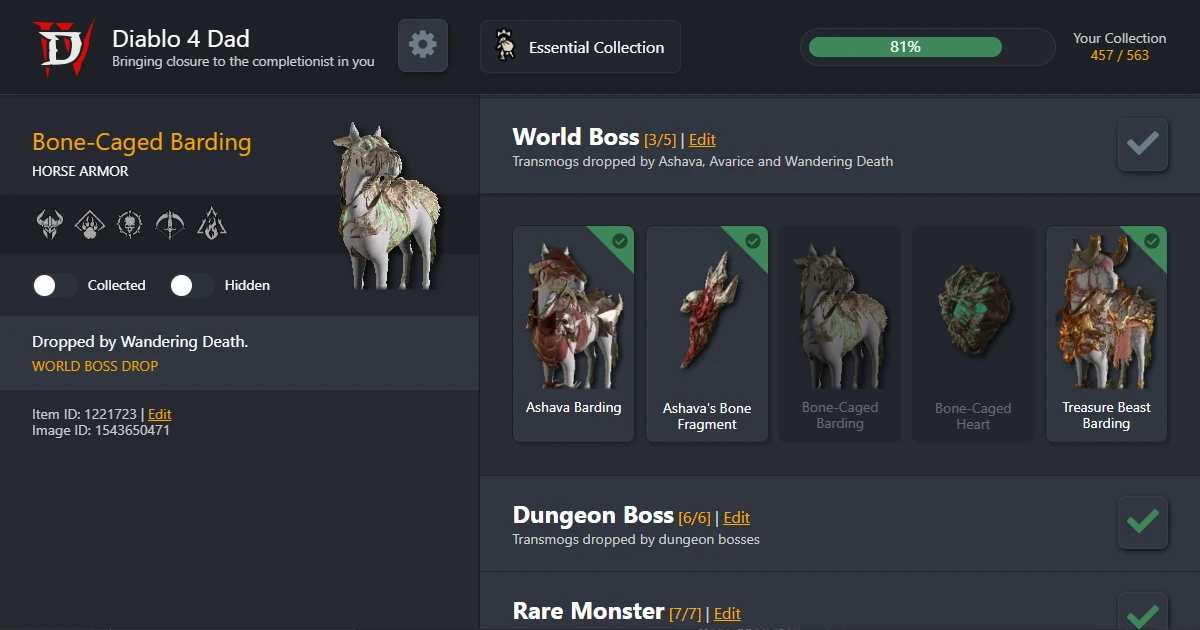 Diablo 4 Dad
Bringing closure to the completionist in you
Essential Collection
81%
Your Collection
457 / 563
Bone-Caged Barding
HORSE ARMOR
Collected
Hidden
Dropped by Wandering Death.
WORLD BOSS DROP
Item ID: 1221723 | Edit
Image ID: 1543650471
World Boss [3/5] | Edit
Transmogs dropped by Ashava, Avarice and Wandering Death
Ashava Barding
Ashava's Bone
Fragment
Bone-Caged
Barding
Bone-Caged
Heart
Treasure Beast
Barding
Dungeon Boss [6/6] | Edit
Transmogs dropped by dungeon bosses
Rare Monster [7/7] | Edit